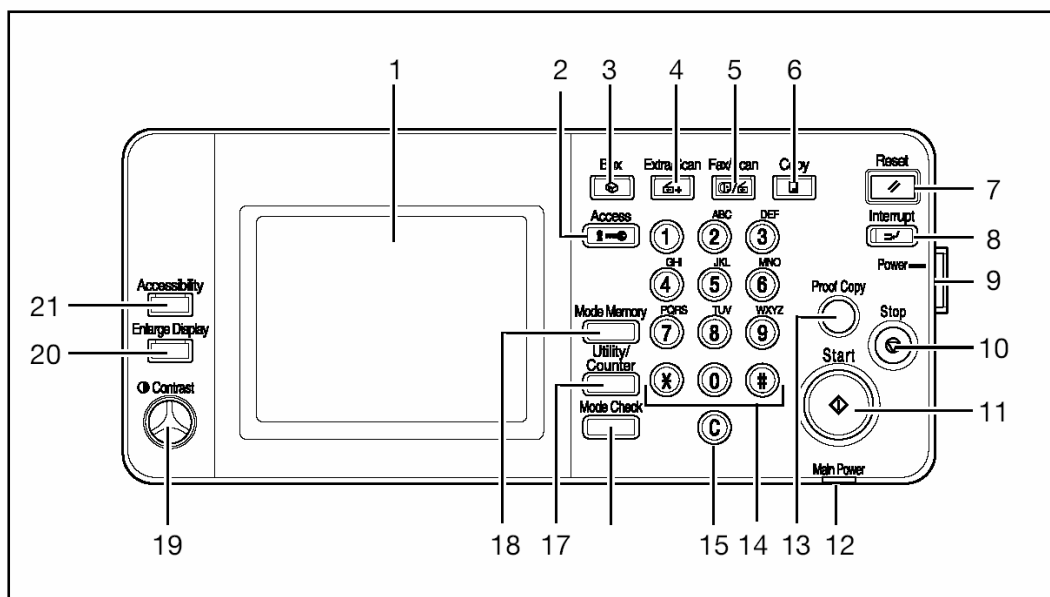 1
2
3
4
5
6
Box
Extra Scan
Fax/Scan
Copy
Reset
7
Access
1
ABC
2
DEF
3
Interrupt
8
GHI
4
JKL
5
MNO
6
Power
9
Accessibility
21
Enlarge Display
20
Mode Memory
PQRS
7
TUV
8
WXYZ
9
Proof Copy
Stop
10
Utility/
Counter
Start
Contrast
*
0
#
11
Mode Check
C
Main Power
19
18
17
15
14
13
12